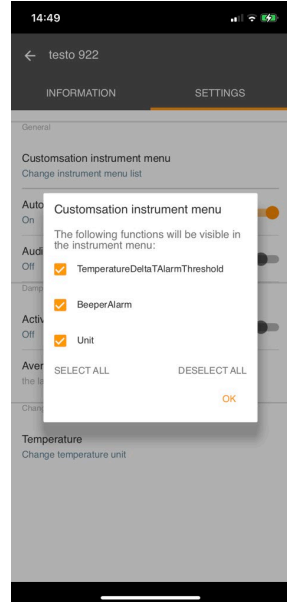 14:49
testo 922
INFORMATION SETTINGS
General
Customsation instrument menu
Change instrument menu list
Auto
On
Customsation instrument menu
The following functions will be visible in
the instrument menu:
Audi
Off
TemperatureDeltaTAlarmThreshold
Damp
BeeperAlarm
Activ
Off
Unit
Aver
the la
SELECT ALL DESELECT ALL
OK
Chang
Temperature
Change temperature unit